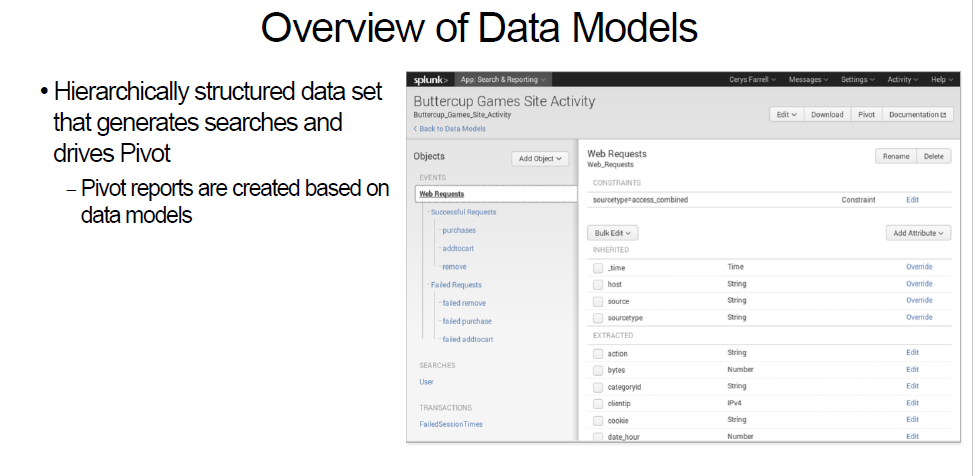 Overview of Data Models
• Hierarchically structured data set
that generates searches and
drives Pivot
– Pivot reports are created based on
data models
splunk> App: Search & Reporting Cerys Farrell Messages Settings Activity Help
Buttercup Games Site Activity
Buttercup_Games_Site_Activity
< Back to Data Models
Edit Download Pivot Documentation
Objects
Add Object
EVENTS
Web Requests
Successful Requests
purchases
addtocart
remove
Failed Requests
failed remove
failed purchase
failed addtocart
SEARCHES
User
TRANSACTIONS
FailedSessionTimes
Web Requests
Web_Requests
Rename Delete
CONSTRAINTS
sourcetype=access_combined Constraint Edit
Bulk Edit Add Attribute
INHERITED
_time Time Override
host String Override
source String Override
sourcetype String Override
EXTRACTED
action String Edit
bytes Number Edit
categoryId String Edit
clientip IPv4 Edit
cookie String Edit
date_hour Number Edit